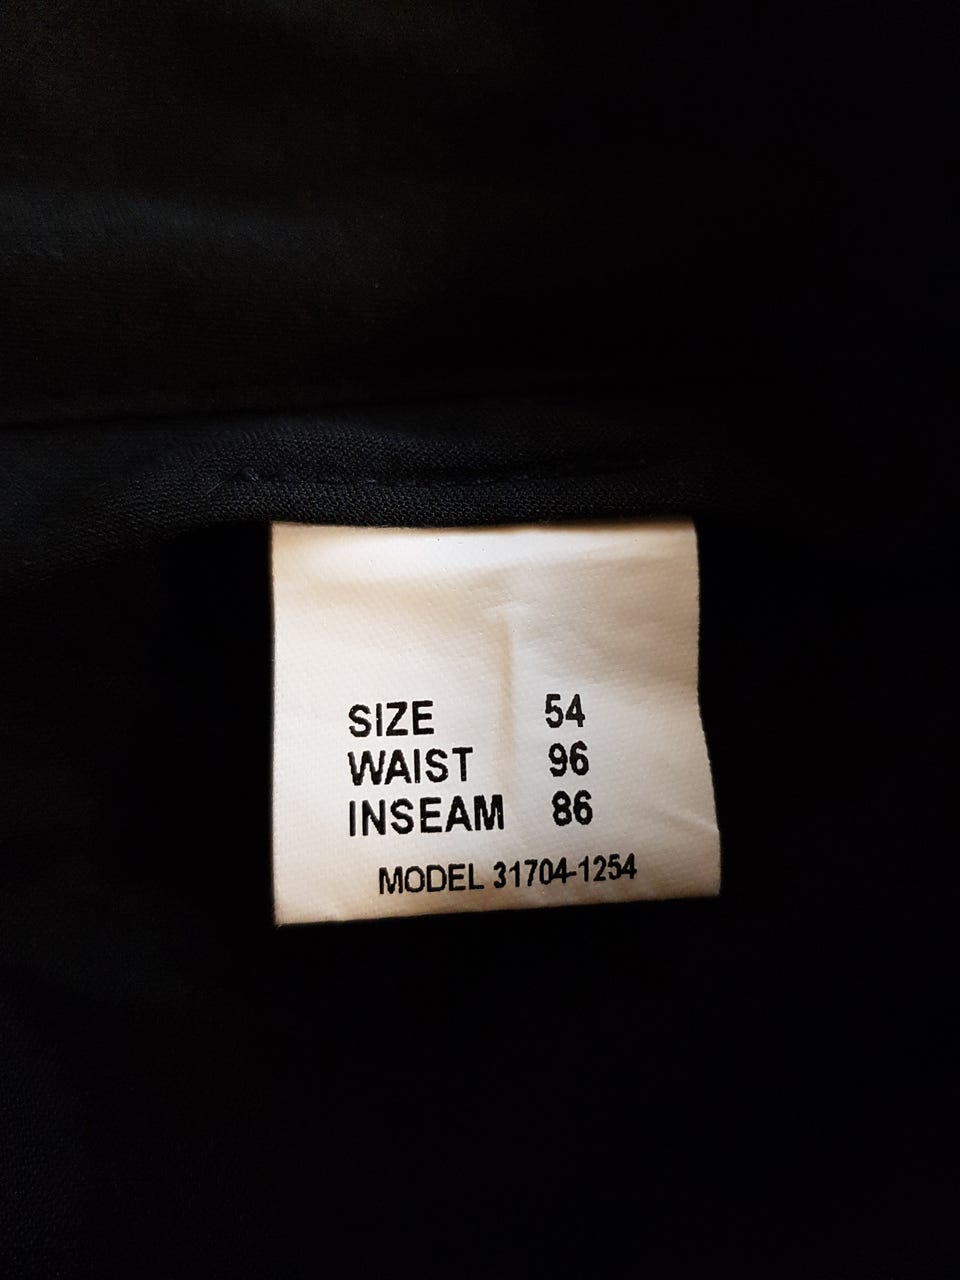 SIZE 54
WAIST 96
INSEAM 86
MODEL 31704-1254